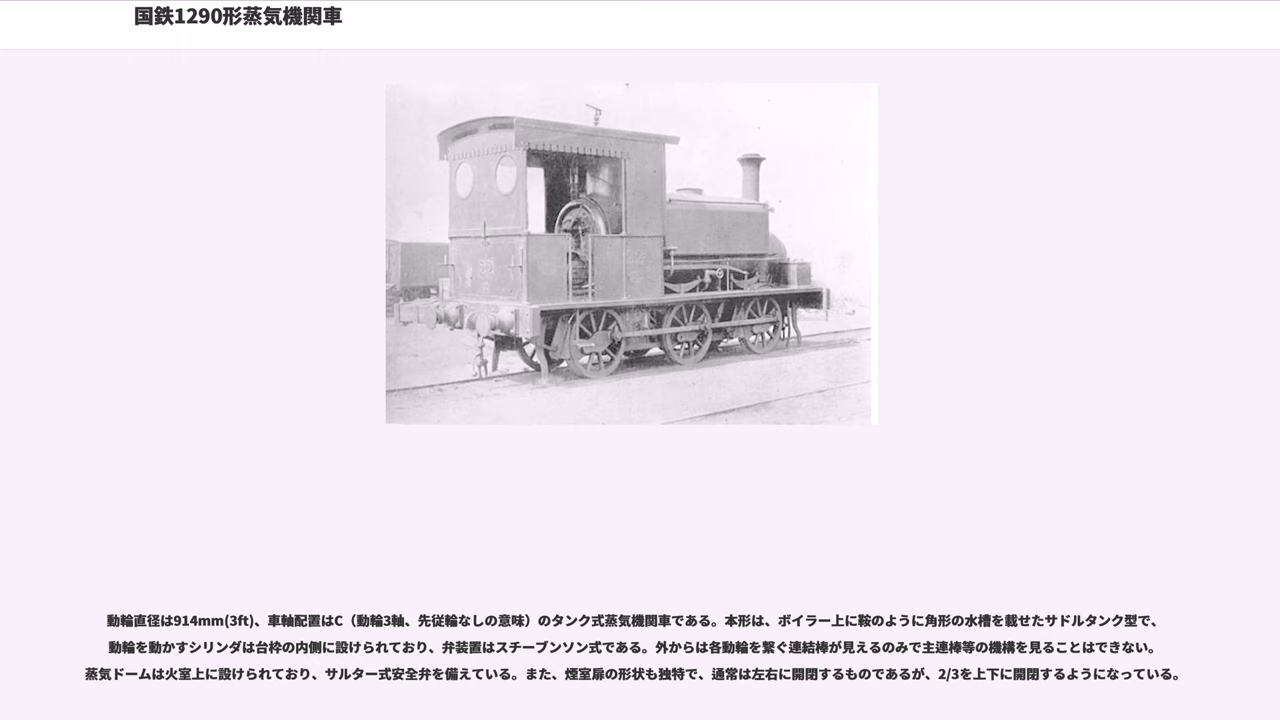 国鉄1290形蒸気機関車
動輪直径は914mm(3ft)、車軸配置はC（動輪3軸、先従輪なしの意味）のタンク式蒸気機関車である。本形は、ボイラー上に鞍のように角形の水槽を載せたサドルタンク型で、
動輪を動かすシリンダは台枠の内側に設けられており、弁装置はスチーブンソン式である。外からは各動輪を繋ぐ連結棒が見えるのみで主連棒等の機構を見ることはできない。
蒸気ドームは火室上に設けられており、サルター式安全弁を備えている。また、煙室扉の形状も独特で、通常は左右に開閉するものであるが、2/3を上下に開閉するようになっている。